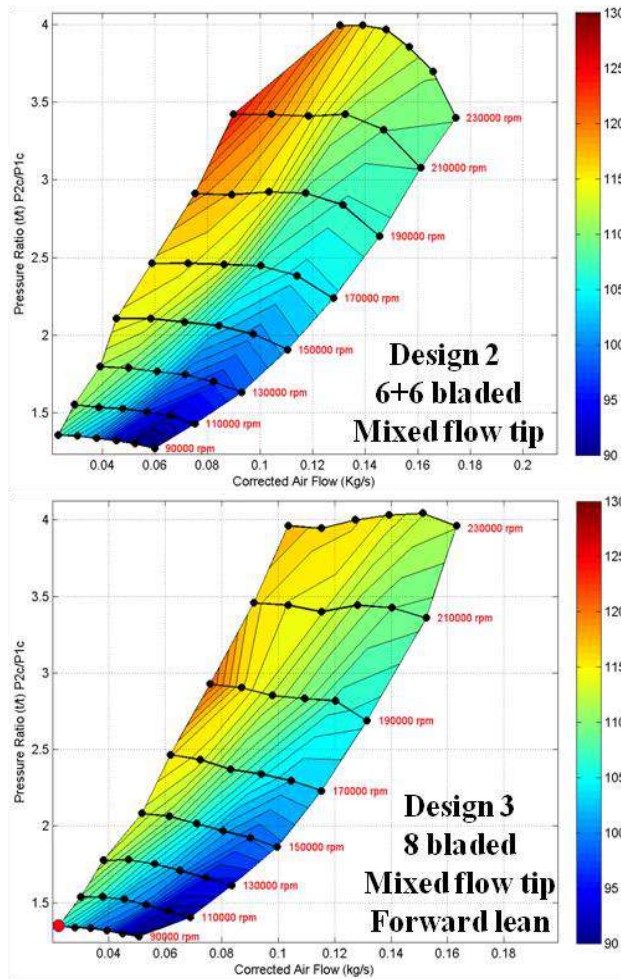 4
3.5
3
2.5
2
1.5
Pressure Ratio (t/t) P2c/P1c
0.04
0.06
0.08
0.1
0.12
0.14
0.16
0.18
0.2
Corrected Air Flow (Kg/s)
230000 rpm
210000 rpm
190000 rpm
170000 rpm
150000 rpm
130000 rpm
110000 rpm
90000 rpm
Design 2
6+6 bladed
Mixed flow tip
130
125
120
115
110
105
100
95
90
4
3.5
3
2.5
2
1.5
Pressure Ratio (t/t) P2c/P1c
0.04
0.06
0.08
0.1
0.12
0.14
0.16
0.18
Corrected Air Flow (kg/s)
230000 rpm
210000 rpm
190000 rpm
170000 rpm
150000 rpm
130000 rpm
110000 rpm
90000 rpm
Design 3
8 bladed
Mixed flow tip
Forward lean
130
125
120
115
110
105
100
95
90